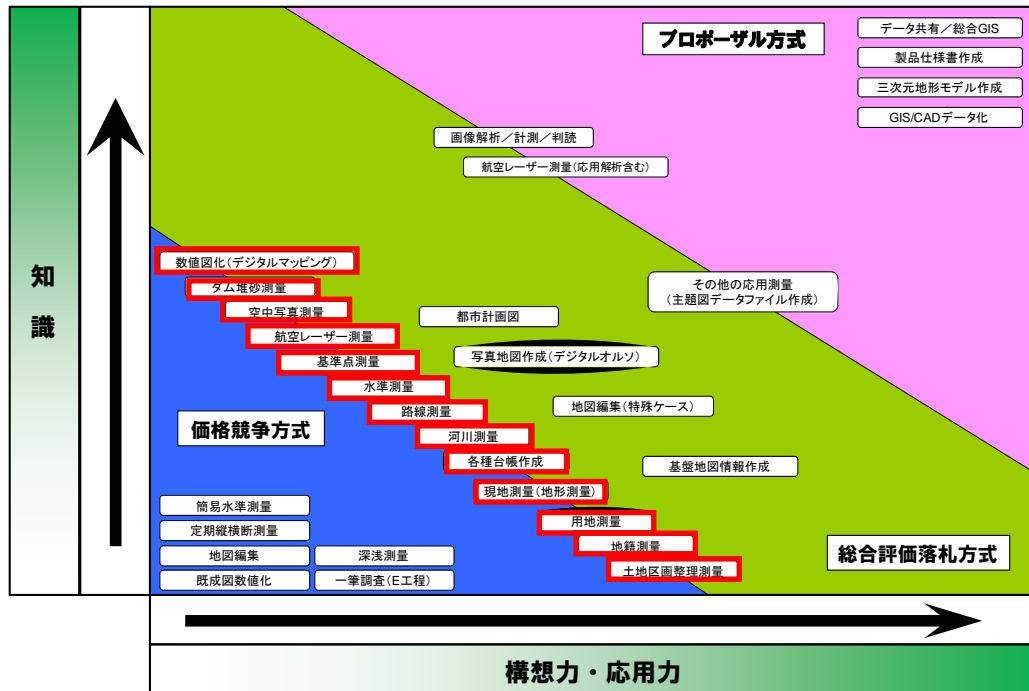 プロポーザル方式
データ共有／総合GIS
製品仕様書作成
三次元地形モデル作成
GIS/CADデータ化
画像解析／計測／判読
航空レーザー測量(応用解析含む)
知識
数値図化(デジタルマッピング)
ダム堆砂測量
空中写真測量
航空レーザー測量
基準点測量
水準測量
路線測量
河川測量
各種台帳作成
現地測量(地形測量)
用地測量
地籍測量
土地区画整理測量
その他の応用測量
(主題図データファイル作成)
都市計画図
写真地図作成(デジタルオルソ)
地図編集(特殊ケース)
基盤地図情報作成
価格競争方式
簡易水準測量
定期縦横断測量
地図編集
深浅測量
既成図数値化
一筆調査(E工程)
総合評価落札方式
構想力・応用力